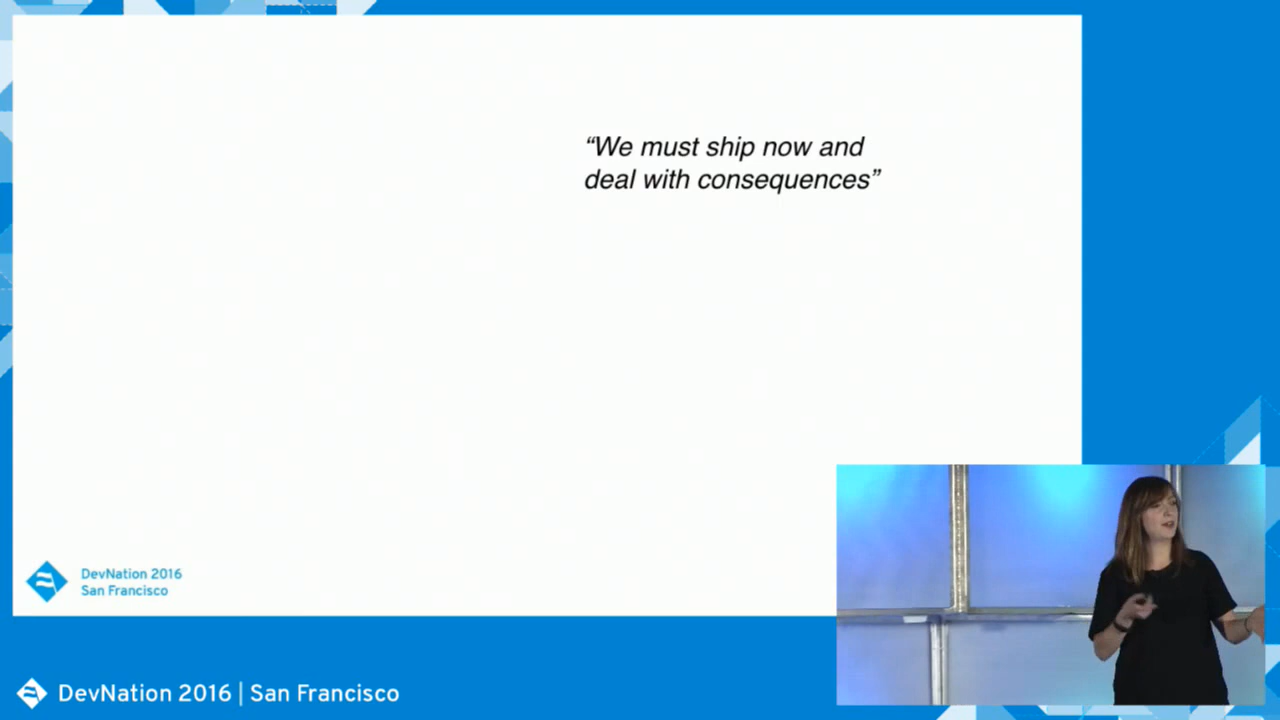 “We must ship now and
deal with consequences”
DevNation 2016
San Francisco
DevNation 2016 | San Francisco